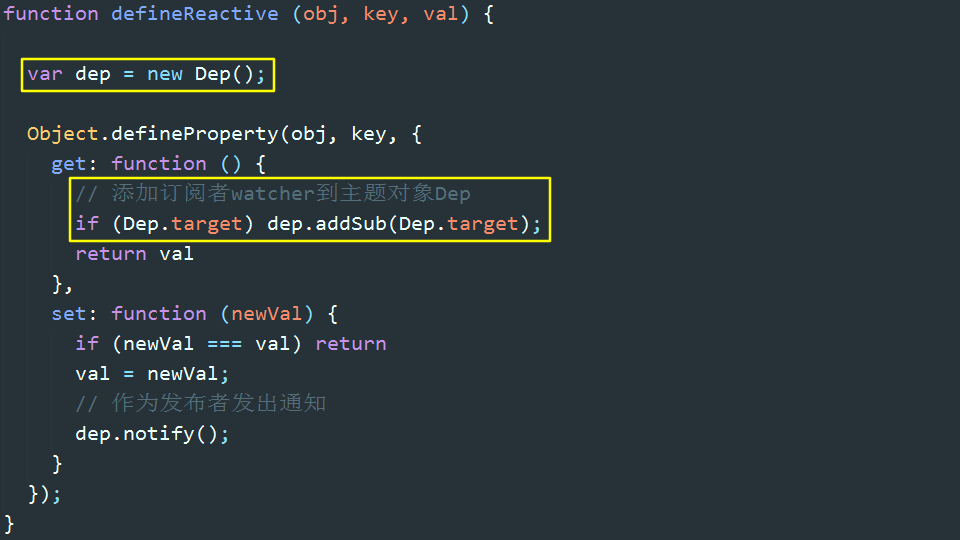 function defineReactive (obj, key, val) {
var dep = new Dep();
Object.defineProperty(obj, key, {
get: function () {
// 添加订阅者watcher到主题对象Dep
if (Dep.target) dep.addSub(Dep.target);
return val
},
set: function (newVal) {
if (newVal === val) return
val = newVal;
// 作为发布者发出通知
dep.notify();
}
});
}